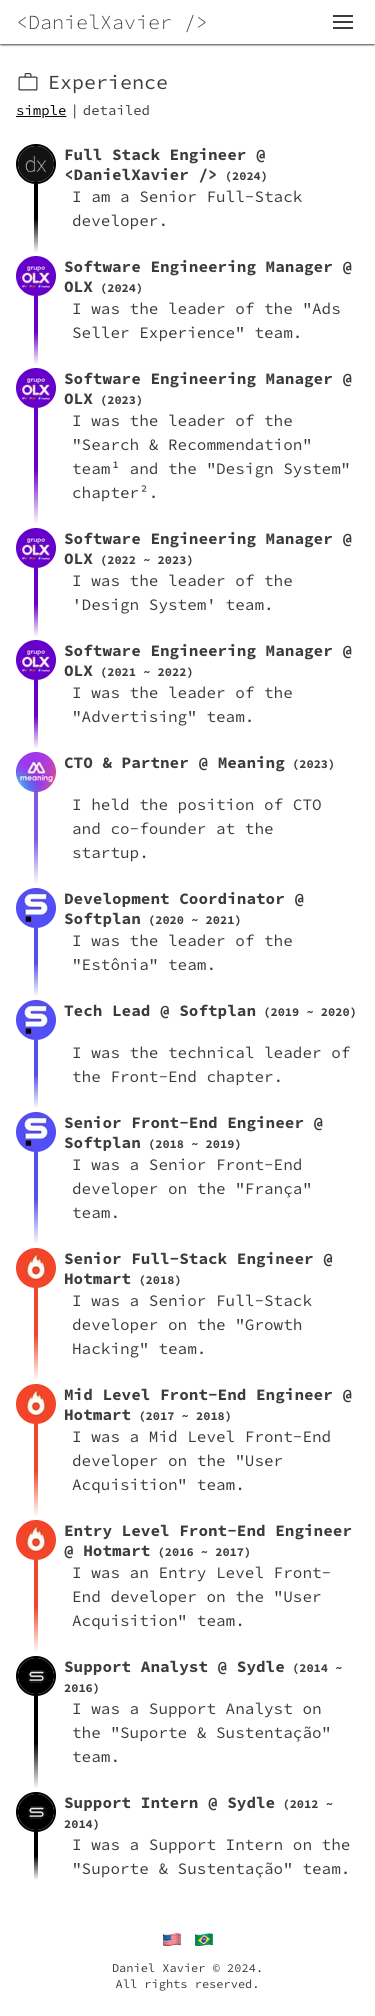 <DanielXavier />
Experience
simple | detailed
dx
Full Stack Engineer @
<DanielXavier /> (2024)
I am a Senior Full-Stack
developer.
grupo
OLX
Software Engineering Manager @
OLX (2024)
I was the leader of the "Ads
Seller Experience" team.
grupo
OLX
Software Engineering Manager @
OLX (2023)
I was the leader of the
"Search & Recommendation"
team¹ and the "Design System"
chapter².
grupo
OLX
Software Engineering Manager @
OLX (2022 ~ 2023)
I was the leader of the
'Design System' team.
grupo
OLX
Software Engineering Manager @
OLX (2021 ~ 2022)
I was the leader of the
"Advertising" team.
meaning
CTO & Partner @ Meaning (2023)
I held the position of CTO
and co-founder at the
startup.
Development Coordinator @
Softplan (2020 ~ 2021)
I was the leader of the
"Estônia" team.
Tech Lead @ Softplan (2019 ~ 2020)
I was the technical leader of
the Front-End chapter.
Senior Front-End Engineer @
Softplan (2018 ~ 2019)
I was a Senior Front-End
developer on the "França"
team.
Senior Full-Stack Engineer @
Hotmart (2018)
I was a Senior Full-Stack
developer on the "Growth
Hacking" team.
Mid Level Front-End Engineer @
Hotmart (2017 ~ 2018)
I was a Mid Level Front-End
developer on the "User
Acquisition" team.
Entry Level Front-End Engineer
@ Hotmart (2016 ~ 2017)
I was an Entry Level Front-
End developer on the "User
Acquisition" team.
Support Analyst @ Sydle (2014 ~
2016)
I was a Support Analyst on
the "Suporte & Sustentação"
team.
Support Intern @ Sydle (2012 ~
2014)
I was a Support Intern on the
"Suporte & Sustentação" team.
Daniel Xavier © 2024.
All rights reserved.